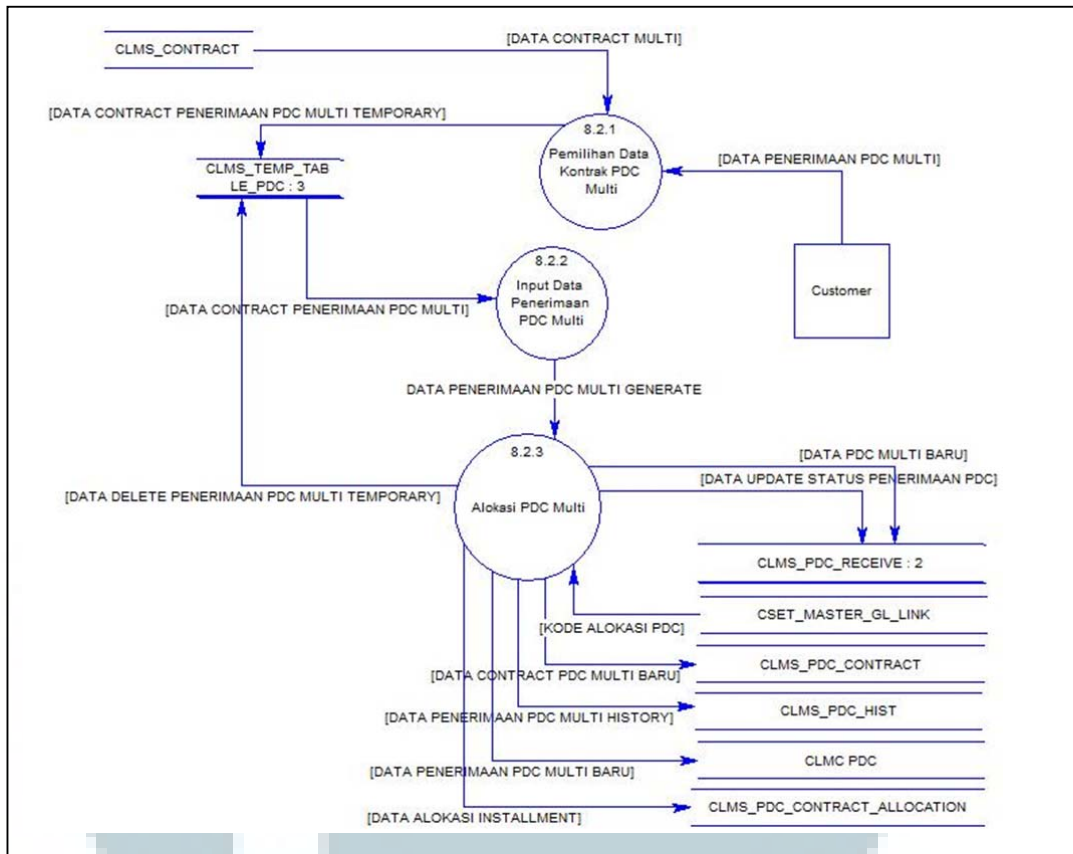 [DATA CONTRACT MULTI]
CLMS_CONTRACT
[DATA CONTRACT PENERIMAAN PDC MULTI TEMPORARY]
8.2.1
Pemilihan Data
Kontrak PDC
Multi
[DATA PENERIMAAN PDC MULTI]
CLMS_TEMP_TAB
LE_PDC : 3
8.2.2
Input Data
Penerimaan
PDC Multi
Customer
[DATA CONTRACT PENERIMAAN PDC MULTI]
DATA PENERIMAAN PDC MULTI GENERATE
8.2.3
Alokasi PDC Multi
[DATA PDC MULTI BARU]
[DATA UPDATE STATUS PENERIMAAN PDC]
[DATA DELETE PENERIMAAN PDC MULTI TEMPORARY]
CLMS_PDC_RECEIVE : 2
CSET_MASTER_GL_LINK
[KODE ALOKASI PDC]
CLMS_PDC_CONTRACT
[DATA CONTRACT PDC MULTI BARU]
CLMS_PDC_HIST
[DATA PENERIMAAN PDC MULTI HISTORY]
CLMC PDC
[DATA PENERIMAAN PDC MULTI BARU]
CLMS_PDC_CONTRACT_ALLOCATION
[DATA ALOKASI INSTALLMENT]